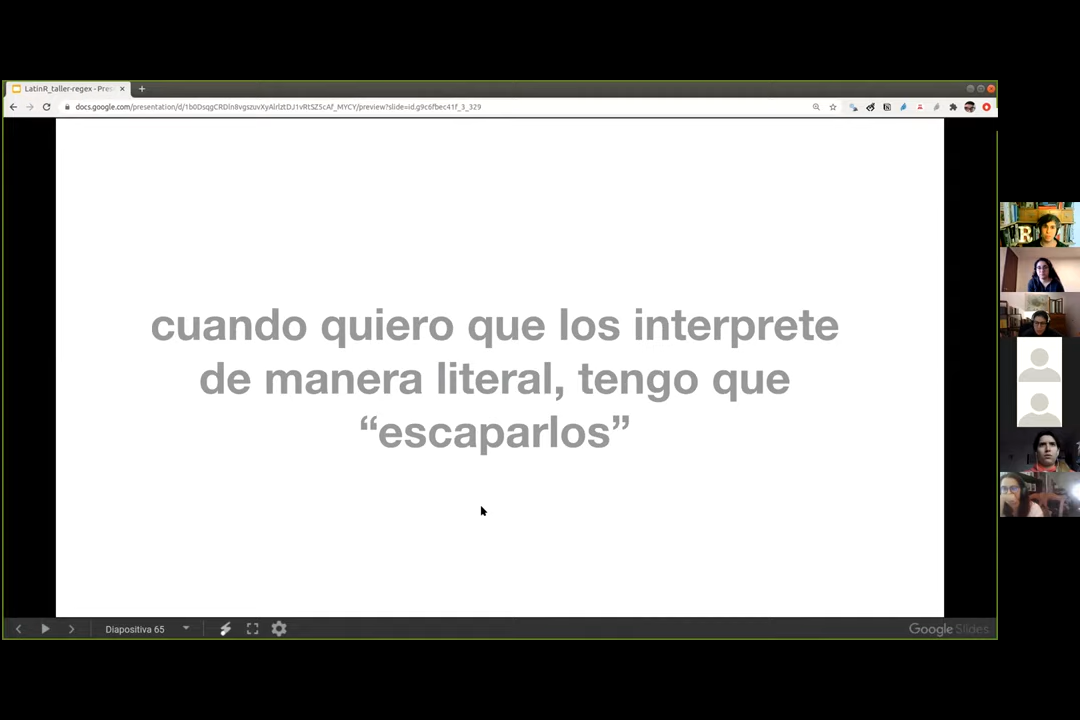 LatinR_taller-regex - Pres
docs.google.com/presentation/d/1b0DsqgCRDln8vgszuvXyAlrlztDJ1vRtSZ5cAf_MYCY/preview?slide=id.g9c6fbec41f_3_329
cuando quiero que los interprete
de manera literal, tengo que
“escaparlos”
Diapositiva 65
Google Slides
R